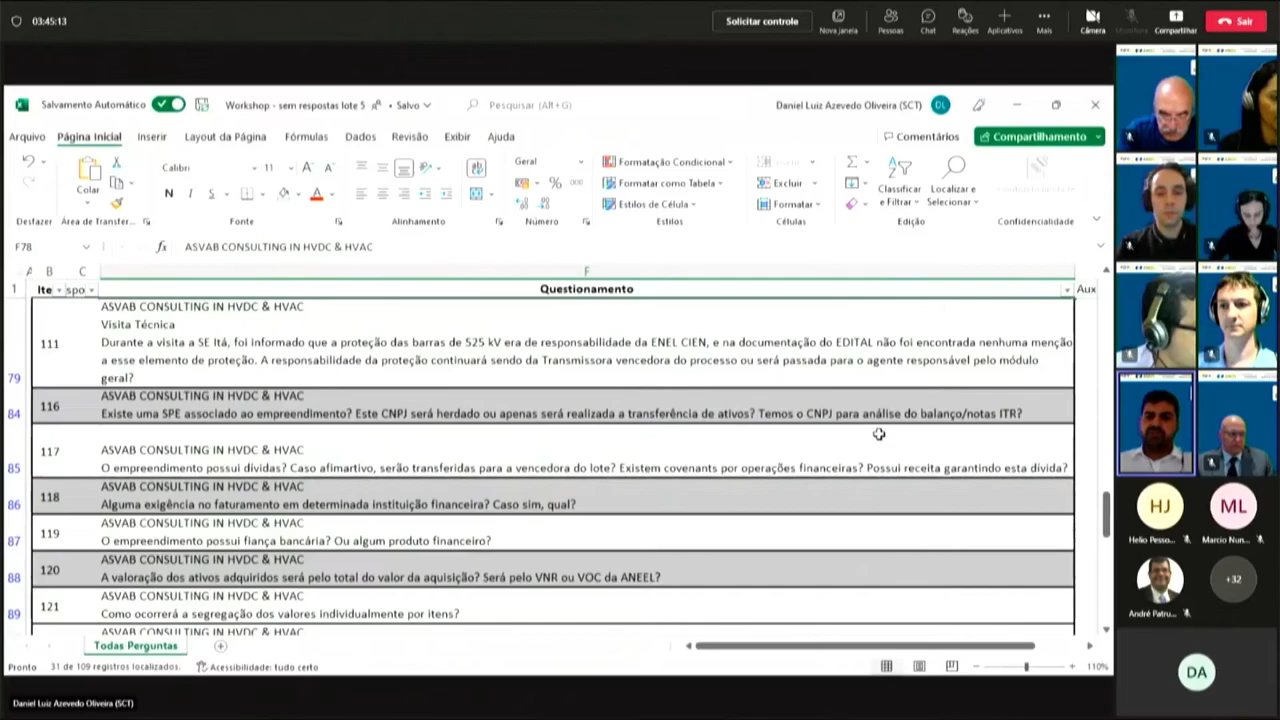 03:45:13
Solicitar controle
Nova janela
Pessoas
Chat
Reações
Aplicativos
Mais
Câmera
Compartilhar
Sair
Salvamento Automático
Workshop - sem respostas lote 5
• Salvo
Pesquisar (Alt+G)
Daniel Luiz Azevedo Oliveira (SCT)
DL
Arquivo
Página Inicial
Inserir
Layout da Página
Fórmulas
Dados
Revisão
Exibir
Ajuda
Comentários
Compartilhamento
Colar
Calibri
11
N I S
Geral
Formatação Condicional
Formatar como Tabela
Estilos de Célula
Excluir
Formatar
Classificar
e Filtrar
Localizar e
Selecionar
Desfazer
Área de Transfer...
Fonte
Alinhamento
Número
Estilos
Células
Edição
Confidencialidade
F78
fx
ASVAB CONSULTING IN HVDC & HVAC
A B C F
1 Ite spo Questionamento Aux
ASVAB CONSULTING IN HVDC & HVAC
Visita Técnica
111 Durante a visita a SE Itá, foi informado que a proteção das barras de 525 kV era de responsabilidade da ENEL CIEN, e na documentação do EDITAL não foi encontrada nenhuma menção
a esse elemento de proteção. A responsabilidade da proteção continuará sendo da Transmissora vencedora do processo ou será passada para o agente responsável pelo módulo
79 geral?
116 ASVAB CONSULTING IN HVDC & HVAC
84 Existe uma SPE associado ao empreendimento? Este CNPJ será herdado ou apenas será realizada a transferência de ativos? Temos o CNPJ para análise do balanço/notas ITR?
117 ASVAB CONSULTING IN HVDC & HVAC
85 O empreendimento possui dívidas? Caso afimartivo, serão transferidas para a vencedora do lote? Existem covenants por operações financeiras? Possui receita garantindo esta dívida?
118 ASVAB CONSULTING IN HVDC & HVAC
86 Alguma exigência no faturamento em determinada instituição financeira? Caso sim, qual?
119 ASVAB CONSULTING IN HVDC & HVAC
87 O empreendimento possui fiança bancária? Ou algum produto financeiro?
120 ASVAB CONSULTING IN HVDC & HVAC
88 A valoração dos ativos adquiridos será pelo total do valor da aquisição? Será pelo VNR ou VOC da ANEEL?
121 ASVAB CONSULTING IN HVDC & HVAC
89 Como ocorrerá a segregação dos valores individualmente por itens?
ASVAB CONSULTING IN HVDC & HVAC
Todas Perguntas
Pronto
31 de 109 registros localizados.
Acessibilidade: tudo certo
110%
HJ
ML
Helio Pesso...
Marcio Nun...
+32
André Patru...
DA
Daniel Luiz Azevedo Oliveira (SCT)